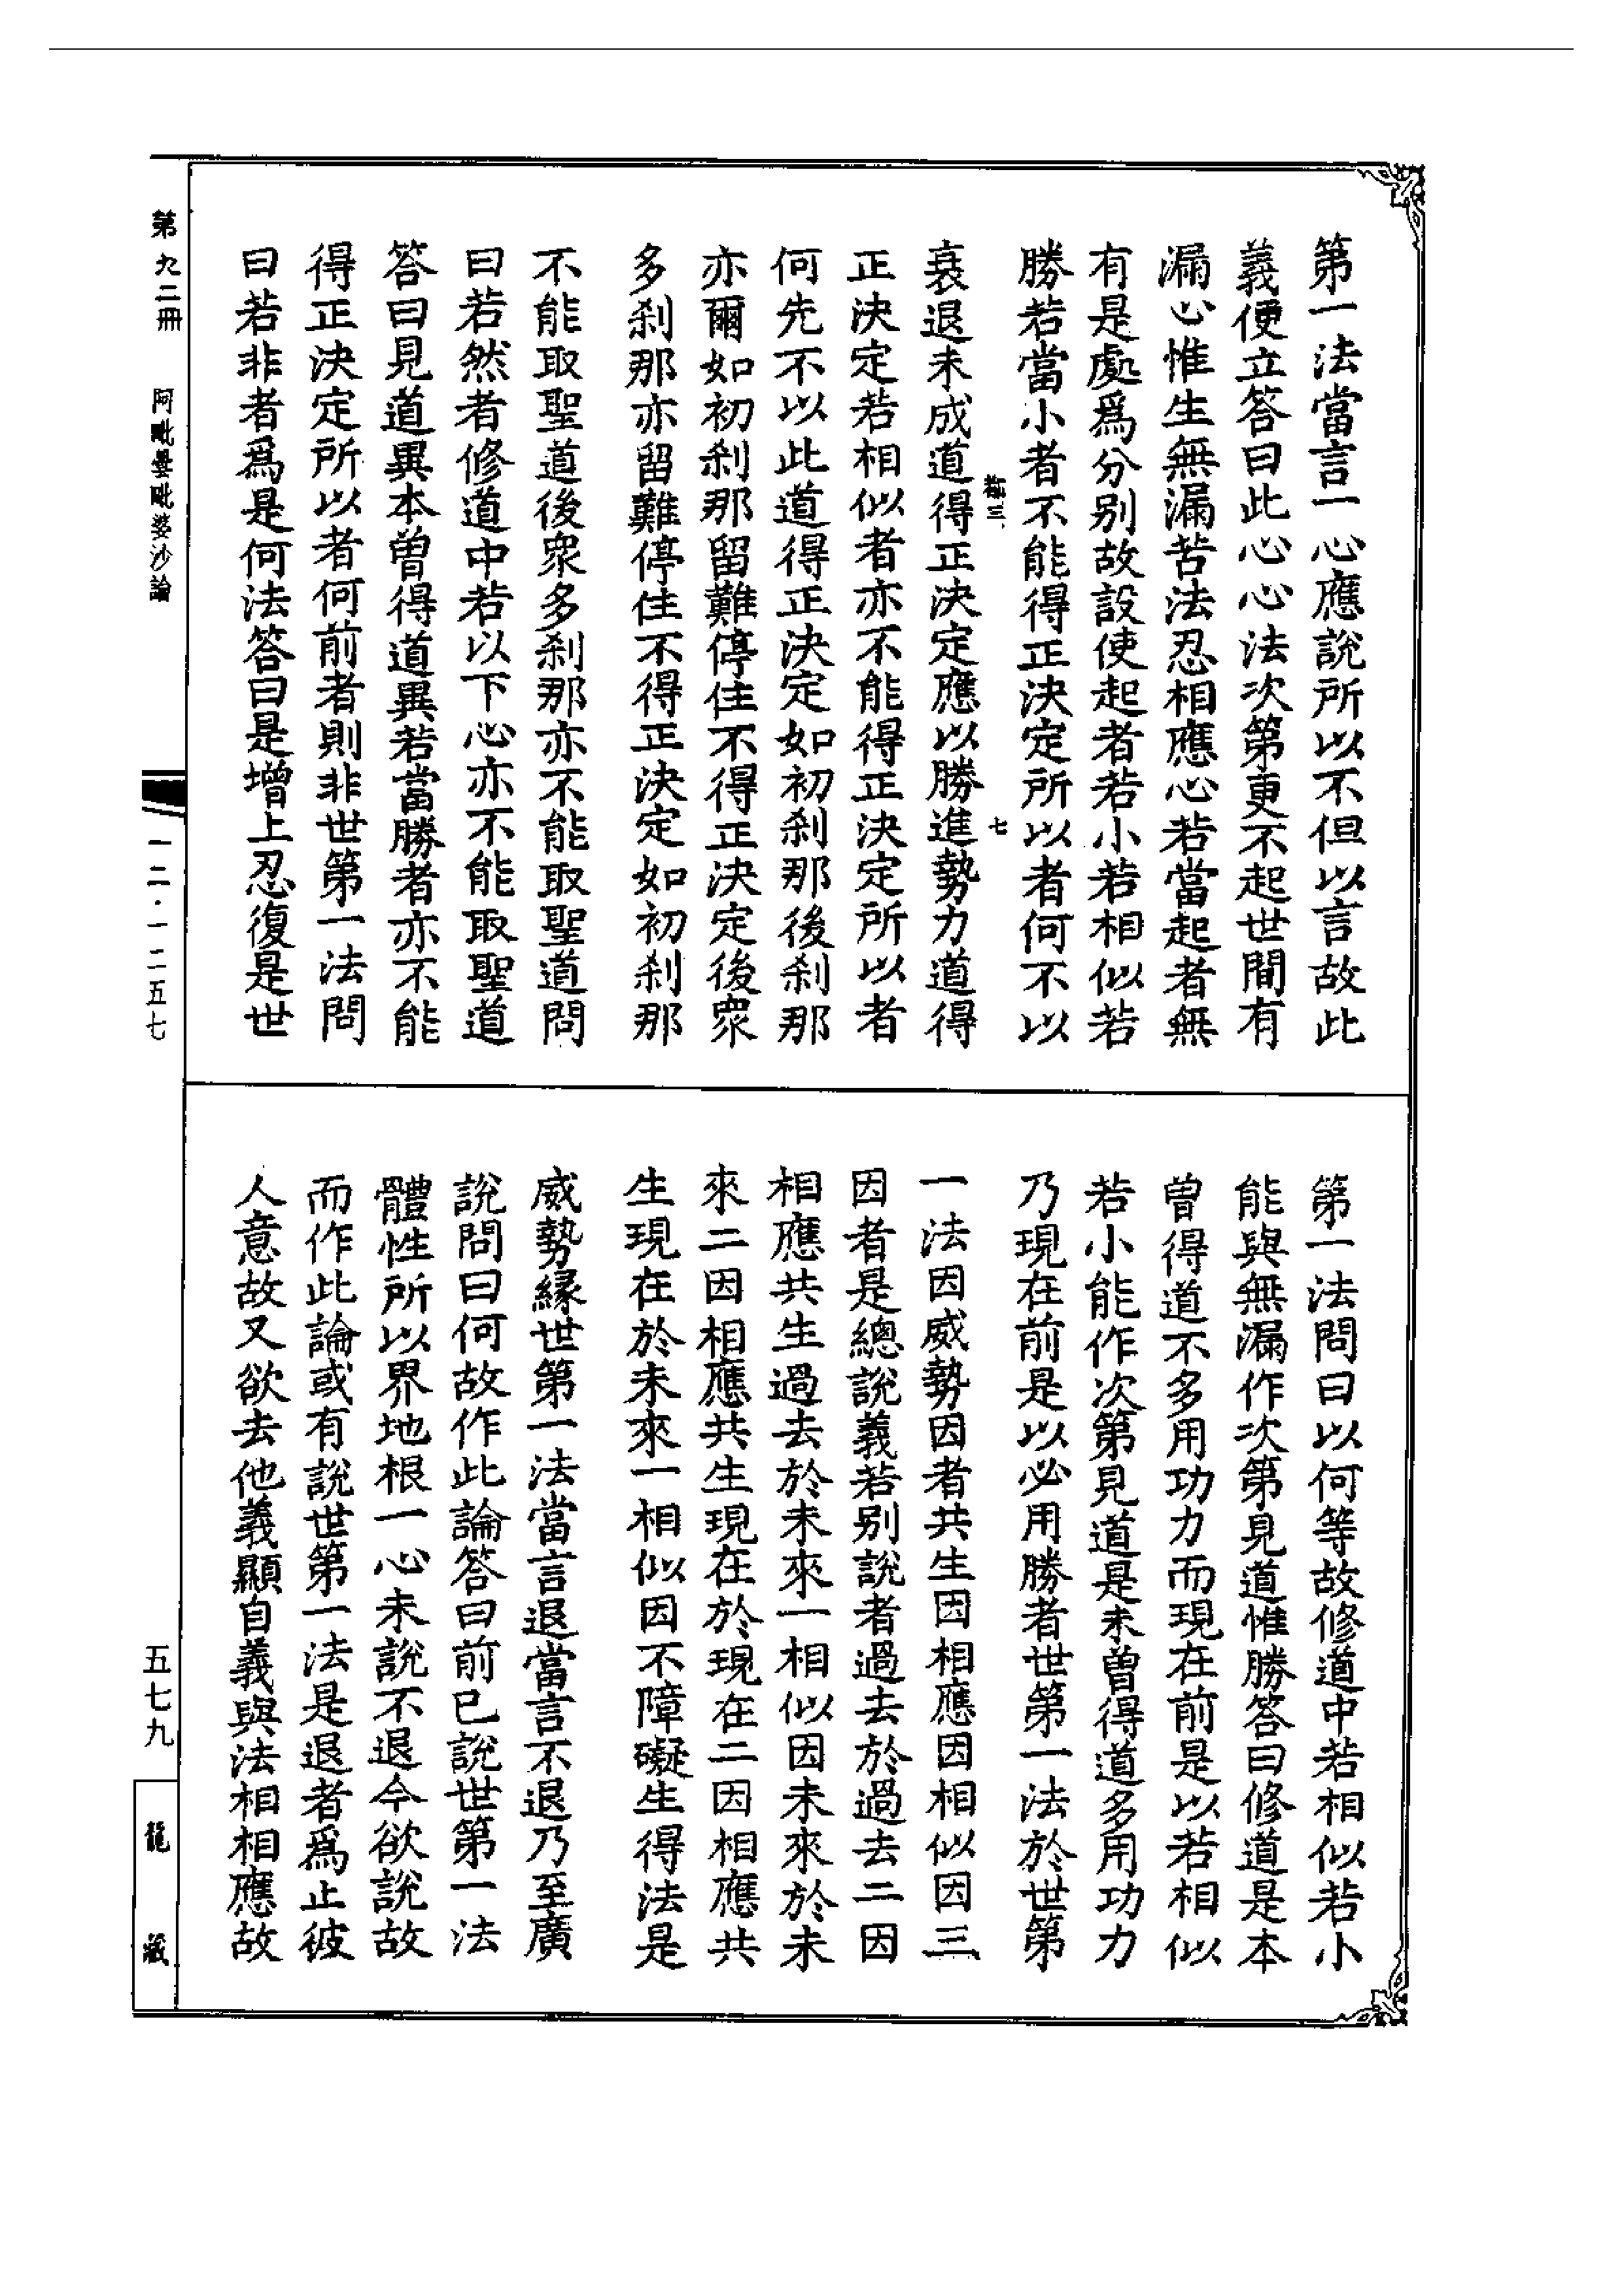 第一法當言一心應說所以不但以言故此
義便立答曰此心心法次第更不起世間有
漏心惟生無漏苦法忍相應心若當起者無
有是處爲分別故設使起者若小若相似若
勝若當小者不能得正決定所以者何不以
衰退未成道得正決定應以勝進勢力道得
正決定若相似者亦不能得正決定所以者
何先不以此道得正決定如初刹那後刹那
亦爾如初刹那留難停住不得正決定後眾
多刹那亦留難停住不得正決定如初刹那
不能取聖道後眾多刹那亦不能取聖道問
曰若然者修道中若以下心亦不能取聖道
答曰見道異本曾得道異若當勝者亦不能
得正決定所以者何前者則非世第一法問
曰若非者爲是何法答曰是增上忍復是世
七
第一法問曰以何等故修道中若相似若小
能與無漏作次第見道惟勝答曰修道是本
曾得道不多用功力而現在前是以若相似
若小能作次第見道是未曾得道多用功力
乃現在前是以必用勝者世第一法於世第
一法因威勢因者共生因相應因相似因三
因者是總說義若別說者過去於過去二因
相應共生過去於未來一相似因未來於未
來二因相應共生現在於現在二因相應共
生現在於未來一相似因不障礙生得法是
威勢緣世第一法當言退當言不退乃至廣
說問曰何故作此論答曰前已說世第一法
體性所以界地根一心未說不退今欲說故
而作此論或有說世第一法是退者爲止彼
人意故又欲去他義顯自義與法相相應故
第九二冊　阿毗曇毗婆沙論
一二·一二五七
五七九
龍藏